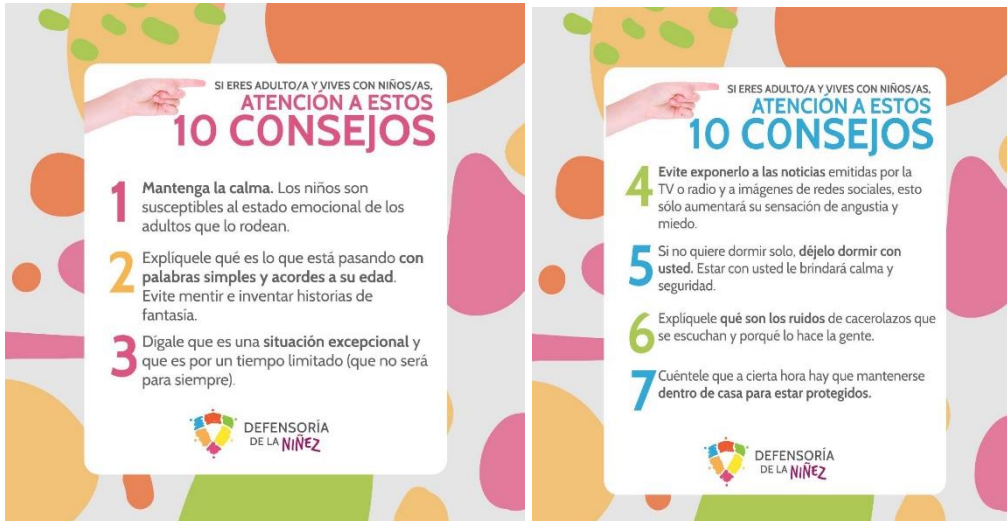 SI ERES ADULTO/A Y VIVES CON NIÑOS/AS,
ATENCIÓN A ESTOS
10 CONSEJOS
1 Mantenga la calma. Los niños son
susceptibles al estado emocional de los
adultos que lo rodean.
2 Explíquele qué es lo que está pasando con
palabras simples y acordes a su edad.
Evite mentir e inventar historias de
fantasía.
3 Dígale que es una situación excepcional y
que es por un tiempo limitado (que no será
para siempre).
DEFENSORÍA
DE LA NIÑEZ
SI ERES ADULTO/A Y VIVES CON NIÑOS/AS,
ATENCIÓN A ESTOS
10 CONSEJOS
4 Evite exponerlo a las noticias emitidas por la
TV o radio y a imágenes de redes sociales, esto
sólo aumentará su sensación de angustia y
miedo.
5 Si no quiere dormir solo, déjelo dormir con
usted. Estar con usted le brindará calma y
seguridad.
6 Explíquele qué son los ruidos de cacerolazos que
se escuchan y porqué lo hace la gente.
7 Cuéntele que a cierta hora hay que mantenerse
dentro de casa para estar protegidos.
DEFENSORÍA
DE LA NIÑEZ